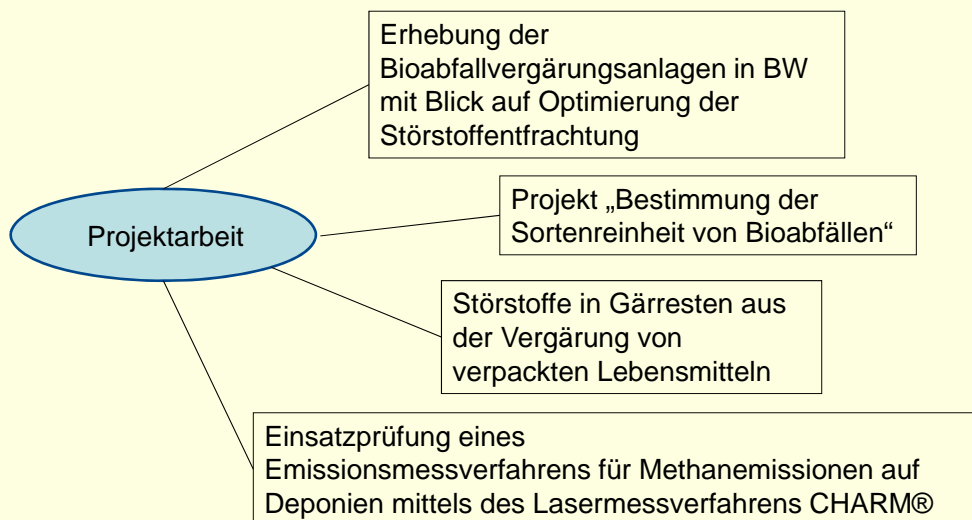 Erhebung der
Bioabfallvergärungsanlagen in BW
mit Blick auf Optimierung der
Störstoffentfrachtung
Projektarbeit
Projekt „Bestimmung der
Sortenreinheit von Bioabfällen“
Störstoffe in Gärresten aus
der Vergärung von
verpackten Lebensmitteln
Einsatzprüfung eines
Emissionsmessverfahrens für Methanemissionen auf
Deponien mittels des Lasermessverfahrens CHARM®